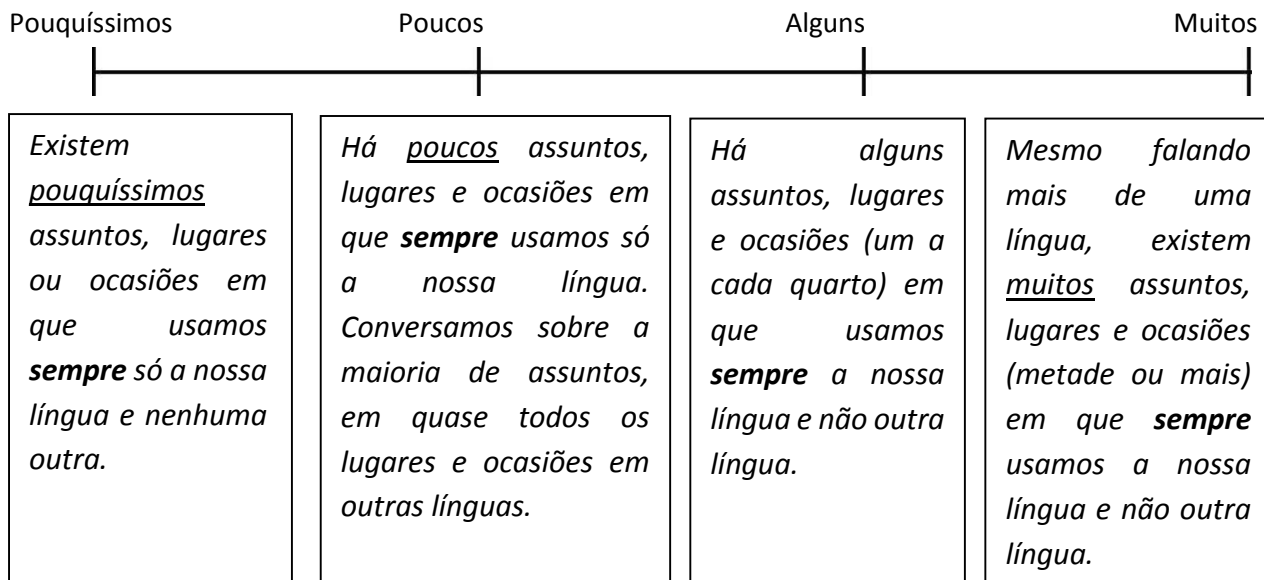 Pouquíssimos Poucos Alguns Muitos
Existem
pouquíssimos
assuntos, lugares
ou ocasiões em
que usamos
sempre só a nossa
língua e nenhuma
outra.
Há poucos assuntos,
lugares e ocasiões em
que sempre usamos só
a nossa língua.
Conversamos sobre a
maioria de assuntos,
em quase todos os
lugares e ocasiões em
outras línguas.
Há alguns
assuntos, lugares
e ocasiões (um a
cada quarto) em
que usamos
sempre a nossa
língua e não outra
língua.
Mesmo falando
mais de uma
língua, existem
muitos assuntos,
lugares e ocasiões
(metade ou mais)
em que sempre
usamos a nossa
língua e não outra
língua.